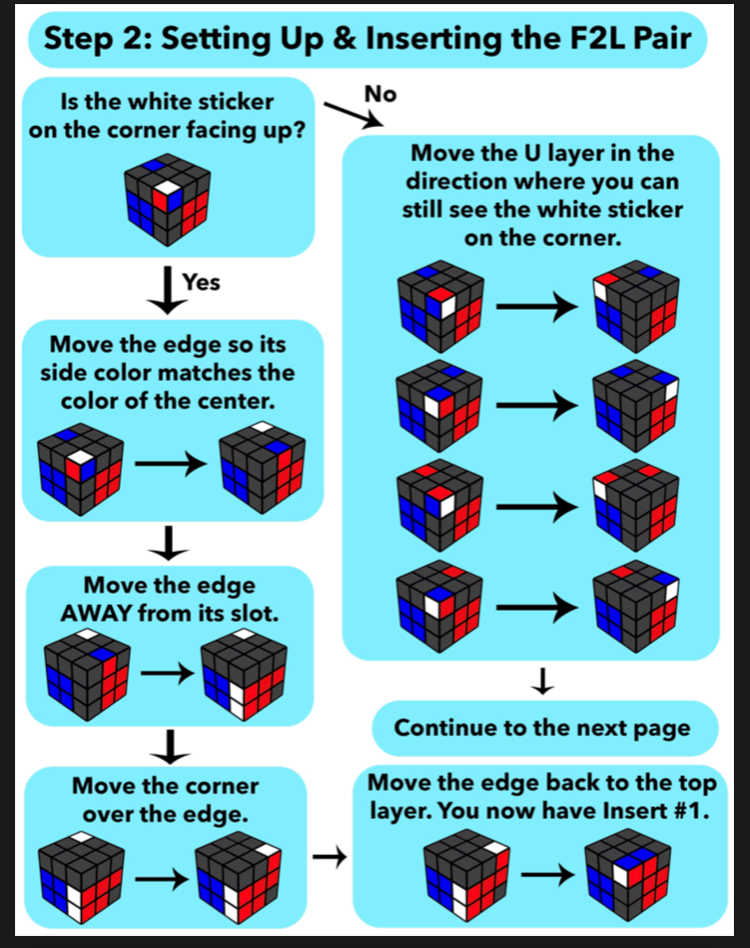 Step 2: Setting Up & Inserting the F2L Pair
Is the white sticker
on the corner facing up?
No
Yes
Move the U layer in the
direction where you can
still see the white sticker
on the corner.
Move the edge so its
side color matches the
color of the center.
Move the edge
AWAY from its slot.
Continue to the next page
Move the corner
over the edge.
Move the edge back to the top
layer. You now have Insert #1.